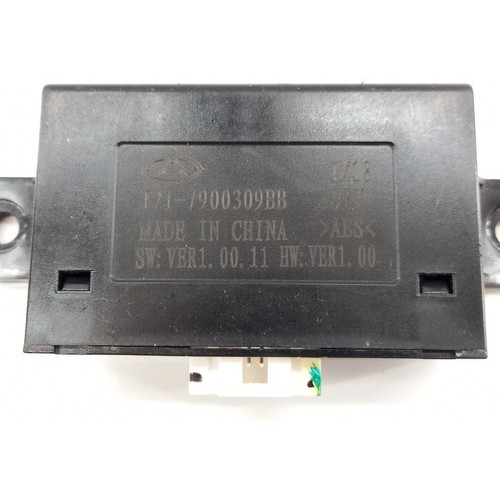 T21-7900309BB
MADE IN CHINA >ABS<
SW: VER1.00.11 HW: VER1.00